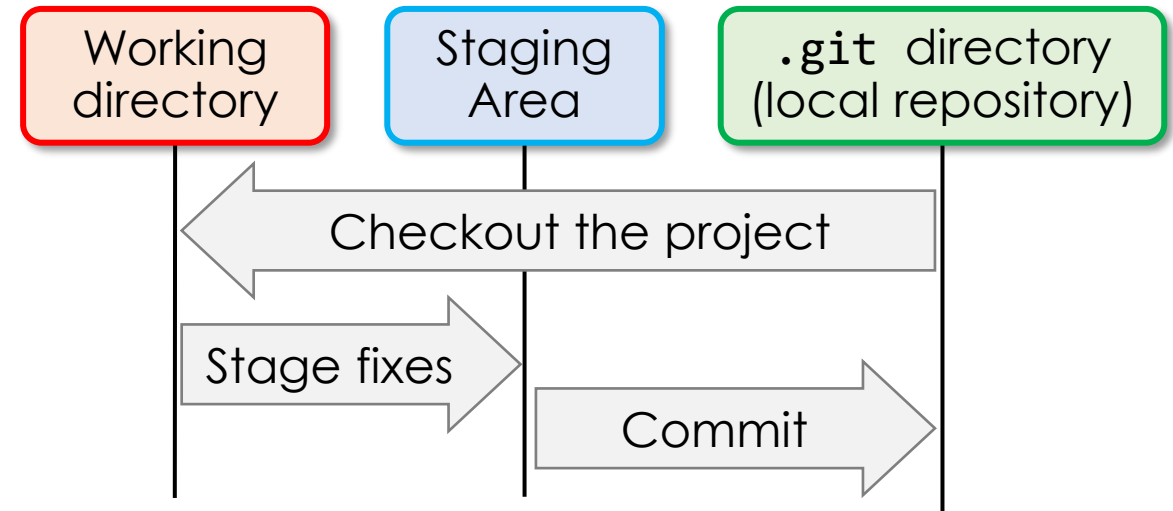 Working
directory
Staging
Area
.git directory
(local repository)
Checkout the project
Stage fixes
Commit